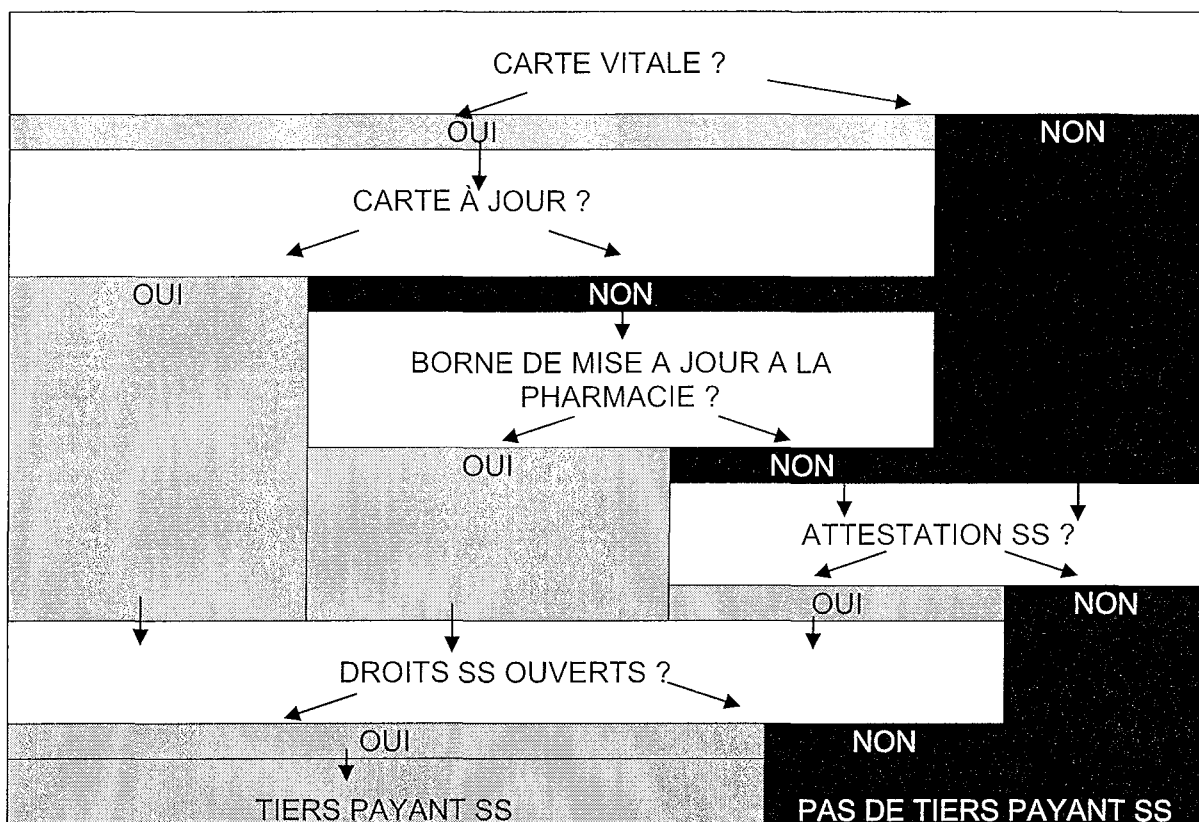 CARTE VITALE ?
OUI
NON
CARTE À JOUR ?
OUI
NON
BORNE DE MISE A JOUR A LA
PHARMACIE ?
OUI
NON
ATTESTATION SS ?
OUI
NON
DROITS SS OUVERTS ?
OUI
NON
TIERS PAYANT SS
PAS DE TIERS PAYANT SS